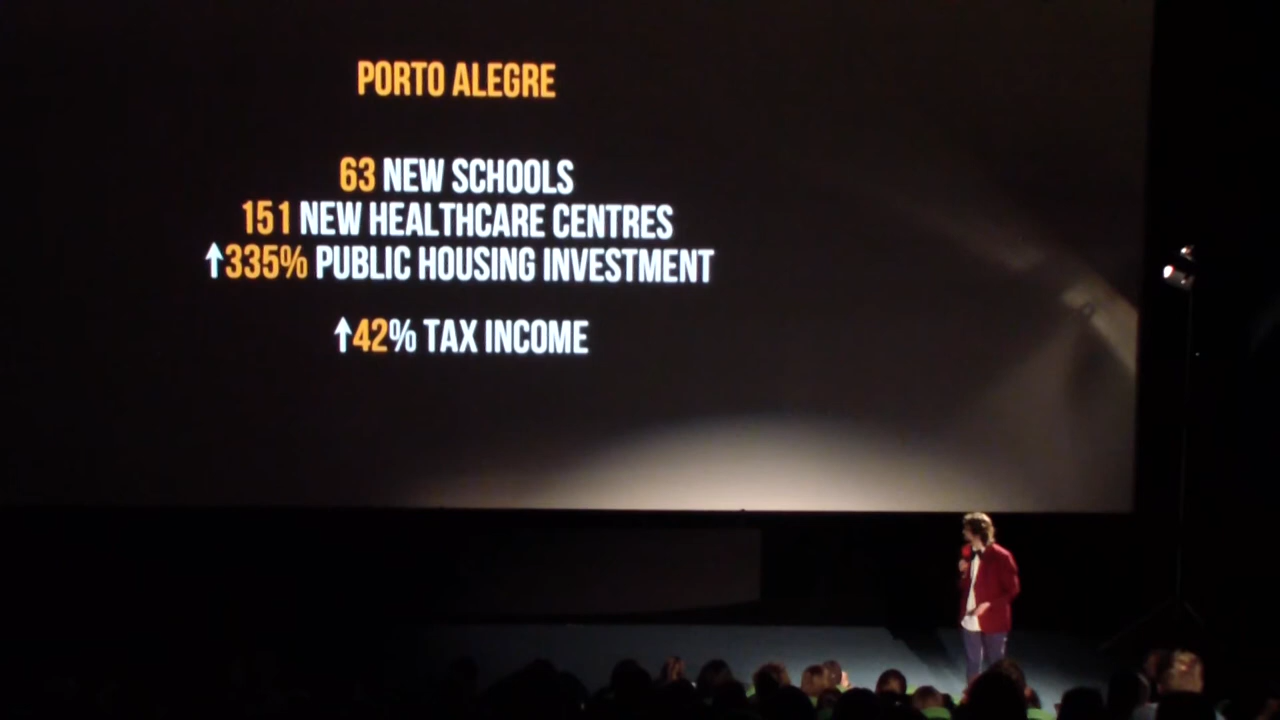 PORTO ALEGRE
63 NEW SCHOOLS
151 NEW HEALTHCARE CENTRES
↑335% PUBLIC HOUSING INVESTMENT
↑42% TAX INCOME